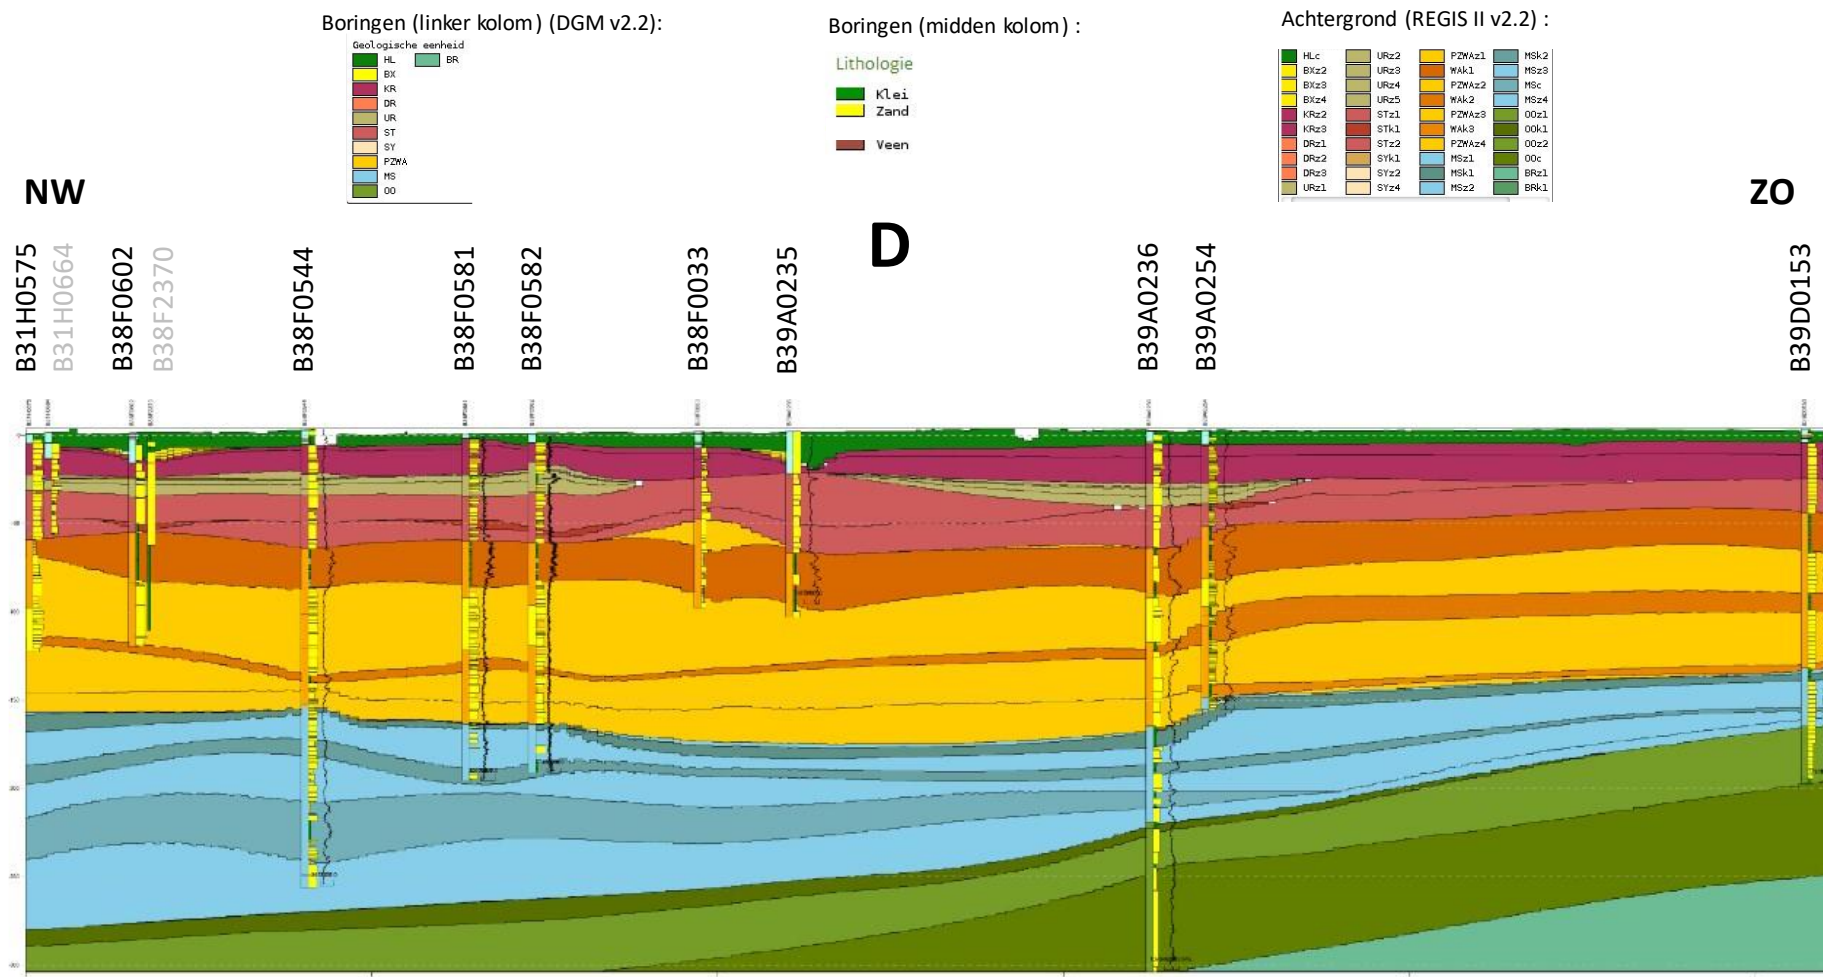 Boringen (linker kolom) (DGM v2.2):
Geologische eenheid
HL BR
BX
KR
DR
UR
ST
SY
PZWA
MS
OO
Boringen (midden kolom) :
Lithologie
Klei
Zand
Veen
Achtergrond (REGIS II v2.2) :
HLc URz2 PZWAz1 MSk2
BXz2 URz3 WAk1 MSz3
BXz3 URz4 PZWAz2 MSc
BXz4 URz5 WAk2 MSz4
KRz2 STz1 PZWAz3 OOz1
KRz3 STk1 WAk3 OOk1
DRz1 STz2 PZWAz4 OOz2
DRz2 SYk1 MSz1 OOc
DRz3 SYz2 MSk1 BRz1
URz1 SYz4 MSz2 BRk1
NW
ZO
D
B31H0575
B31H0664
B38F0602
B38F2370
B38F0544
B38F0581
B38F0582
B38F0033
B39A0235
B39A0236
B39A0254
B39D0153